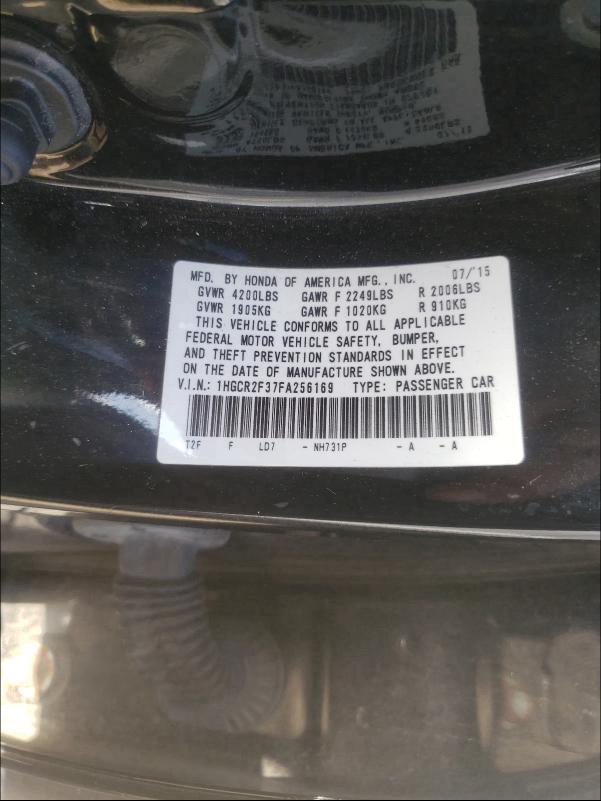 MFD. BY HONDA OF AMERICA MFG., INC. 07/'15
GVWR 4200LBS GAWR F 2249LBS R 2006LBS
GVWR 1905KG GAWR F 1020KG R 910KG
THIS VEHICLE CONFORMS TO ALL APPLICABLE
FEDERAL MOTOR VEHICLE SAFETY, BUMPER,
AND THEFT PREVENTION STANDARDS IN EFFECT
ON THE DATE OF MANUFACTURE SHOWN ABOVE.
V.I.N.: 1HGCR2F37FA256169 TYPE: PASSENGER CAR
T2F F LD7 - NH731P - A - A